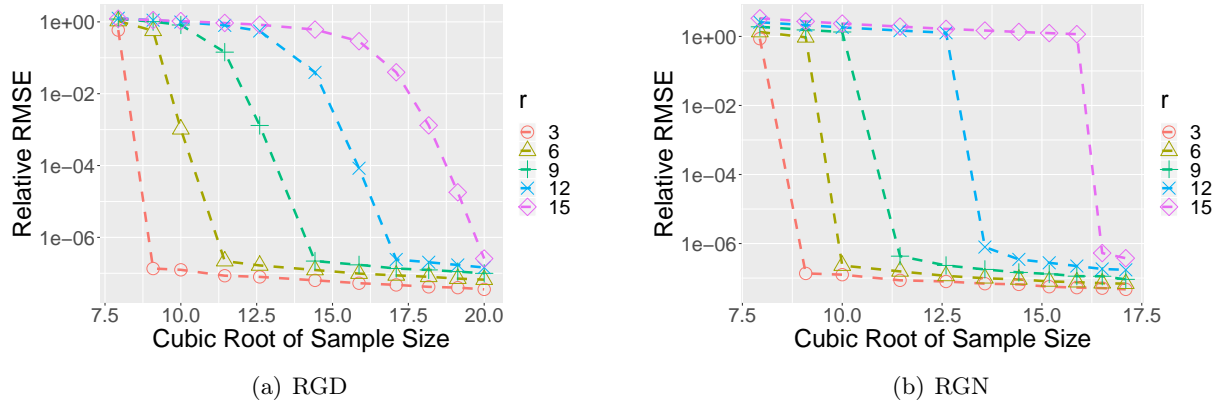 1e+00
1e−02
1e−04
1e−06
Relative RMSE
7.5 10.0 12.5 15.0 17.5 20.0
Cubic Root of Sample Size
r
3
6
9
12
15
(a) RGD
1e+00
1e−02
1e−04
1e−06
Relative RMSE
7.5 10.0 12.5 15.0 17.5
Cubic Root of Sample Size
r
3
6
9
12
15
(b) RGN